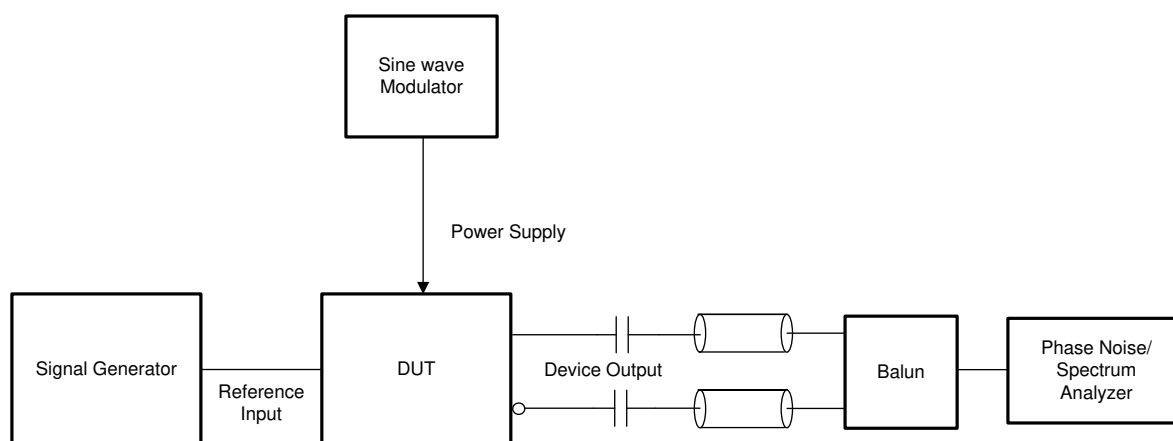 Sine wave
Modulator
Power Supply
Signal Generator
Reference
Input
DUT
Device Output
Balun
Phase Noise/
Spectrum
Analyzer